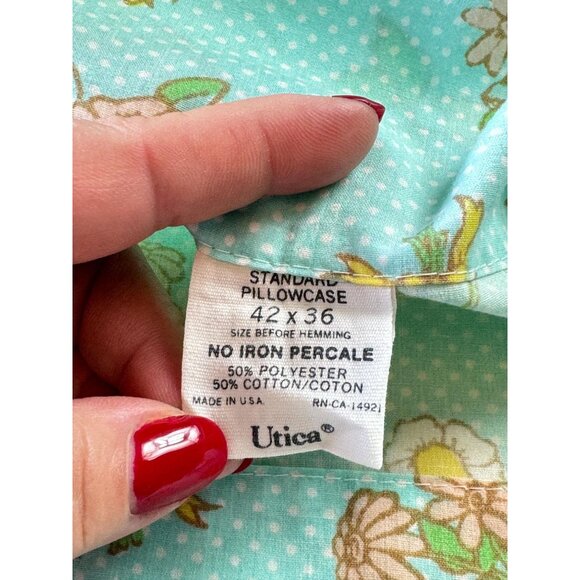 STANDARD
PILLOWCASE
42 x 36
SIZE BEFORE HEMMING
NO IRON PERCALE
50% POLYESTER
50% COTTON/COTON
MADE IN U.S.A. RN-CA-14921
Utica®